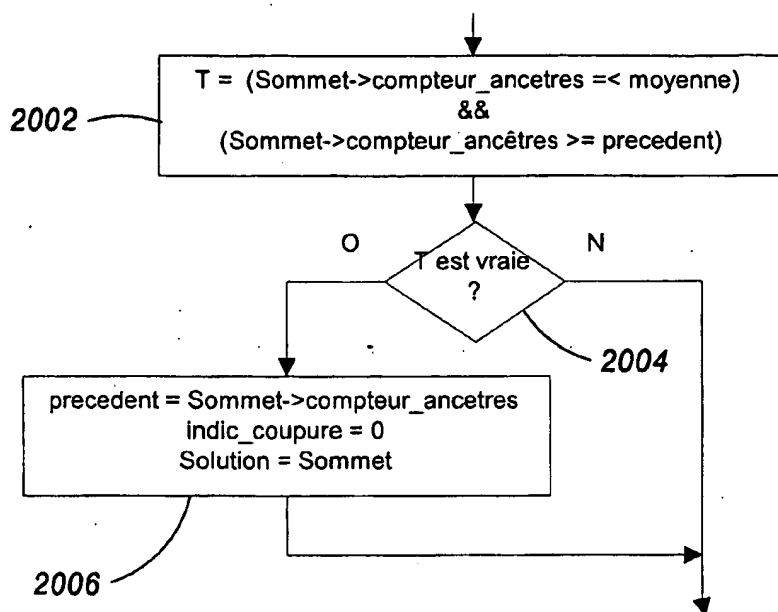 T = (Sommet->compteur_ancetres =< moyenne)
&&
(Sommet->compteur_ancêtres >= precedent)
2002
O
N
T est vraie
?
2004
precedent = Sommet->compteur_ancetres
indic_coupure = 0
Solution = Sommet
2006